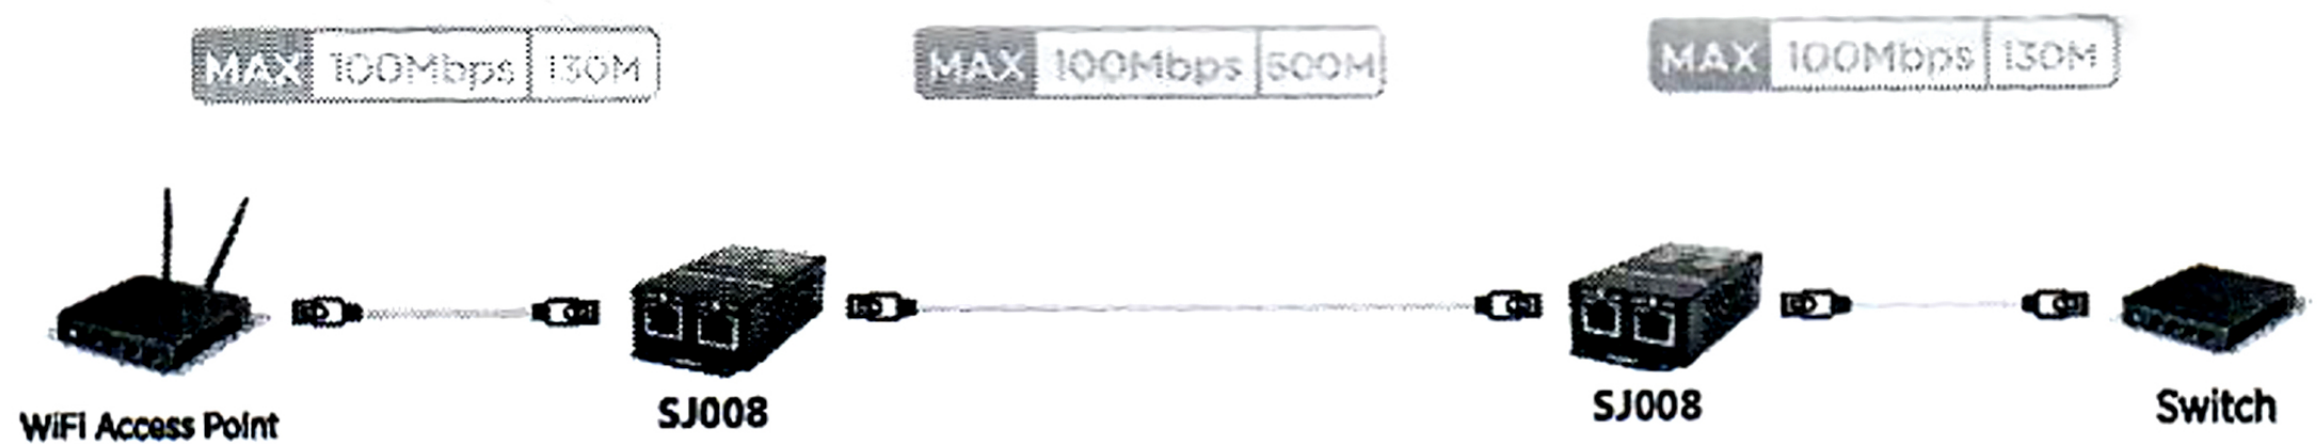 MAX 100Mbps 130M
MAX 100Mbps 500M
MAX 100Mbps 130M
WiFi Access Point
SJ008
SJ008
Switch